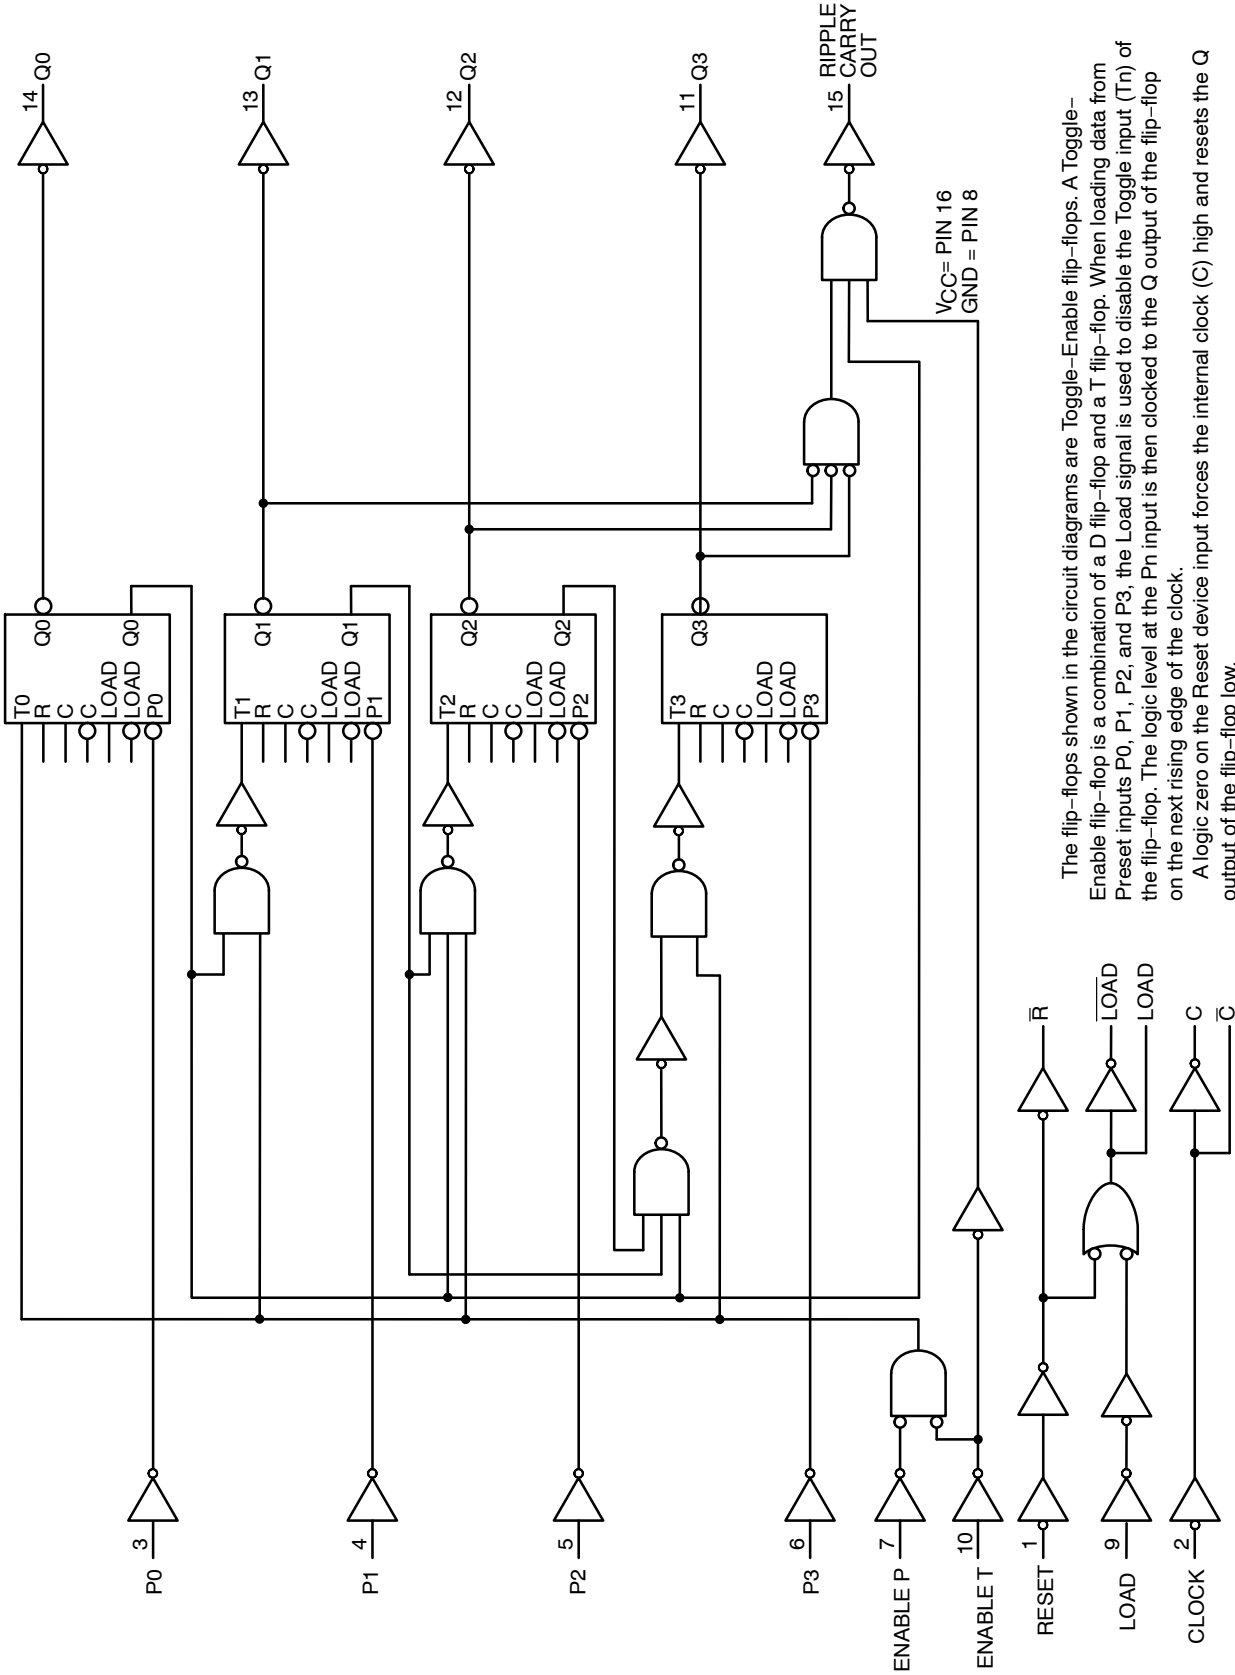 P0
3
T0
R
C
C
LOAD
LOAD
P0
Q0
Q0
14
Q0
P1
4
T1
R
C
C
LOAD
LOAD
P1
Q1
Q1
13
Q1
P2
5
T2
R
C
C
LOAD
LOAD
P2
Q2
Q2
12
Q2
P3
6
T3
R
C
C
LOAD
LOAD
P3
Q3
11
Q3
15
RIPPLE
CARRY
OUT
ENABLE P
7
ENABLE T
10
VCC= PIN 16
GND = PIN 8
RESET
1
R̅
LOAD
9
L̅O̅A̅D̅
LOAD
CLOCK
2
C
C̅
The flip−flops shown in the circuit diagrams are Toggle−Enable flip−flops. A Toggle−
Enable flip−flop is a combination of a D flip−flop and a T flip−flop. When loading data from
Preset inputs P0, P1, P2, and P3, the Load signal is used to disable the Toggle input (Tn) of
the flip−flop. The logic level at the Pn input is then clocked to the Q output of the flip−flop
on the next rising edge of the clock.
A logic zero on the Reset device input forces the internal clock (C) high and resets the Q
output of the flip−flop low.